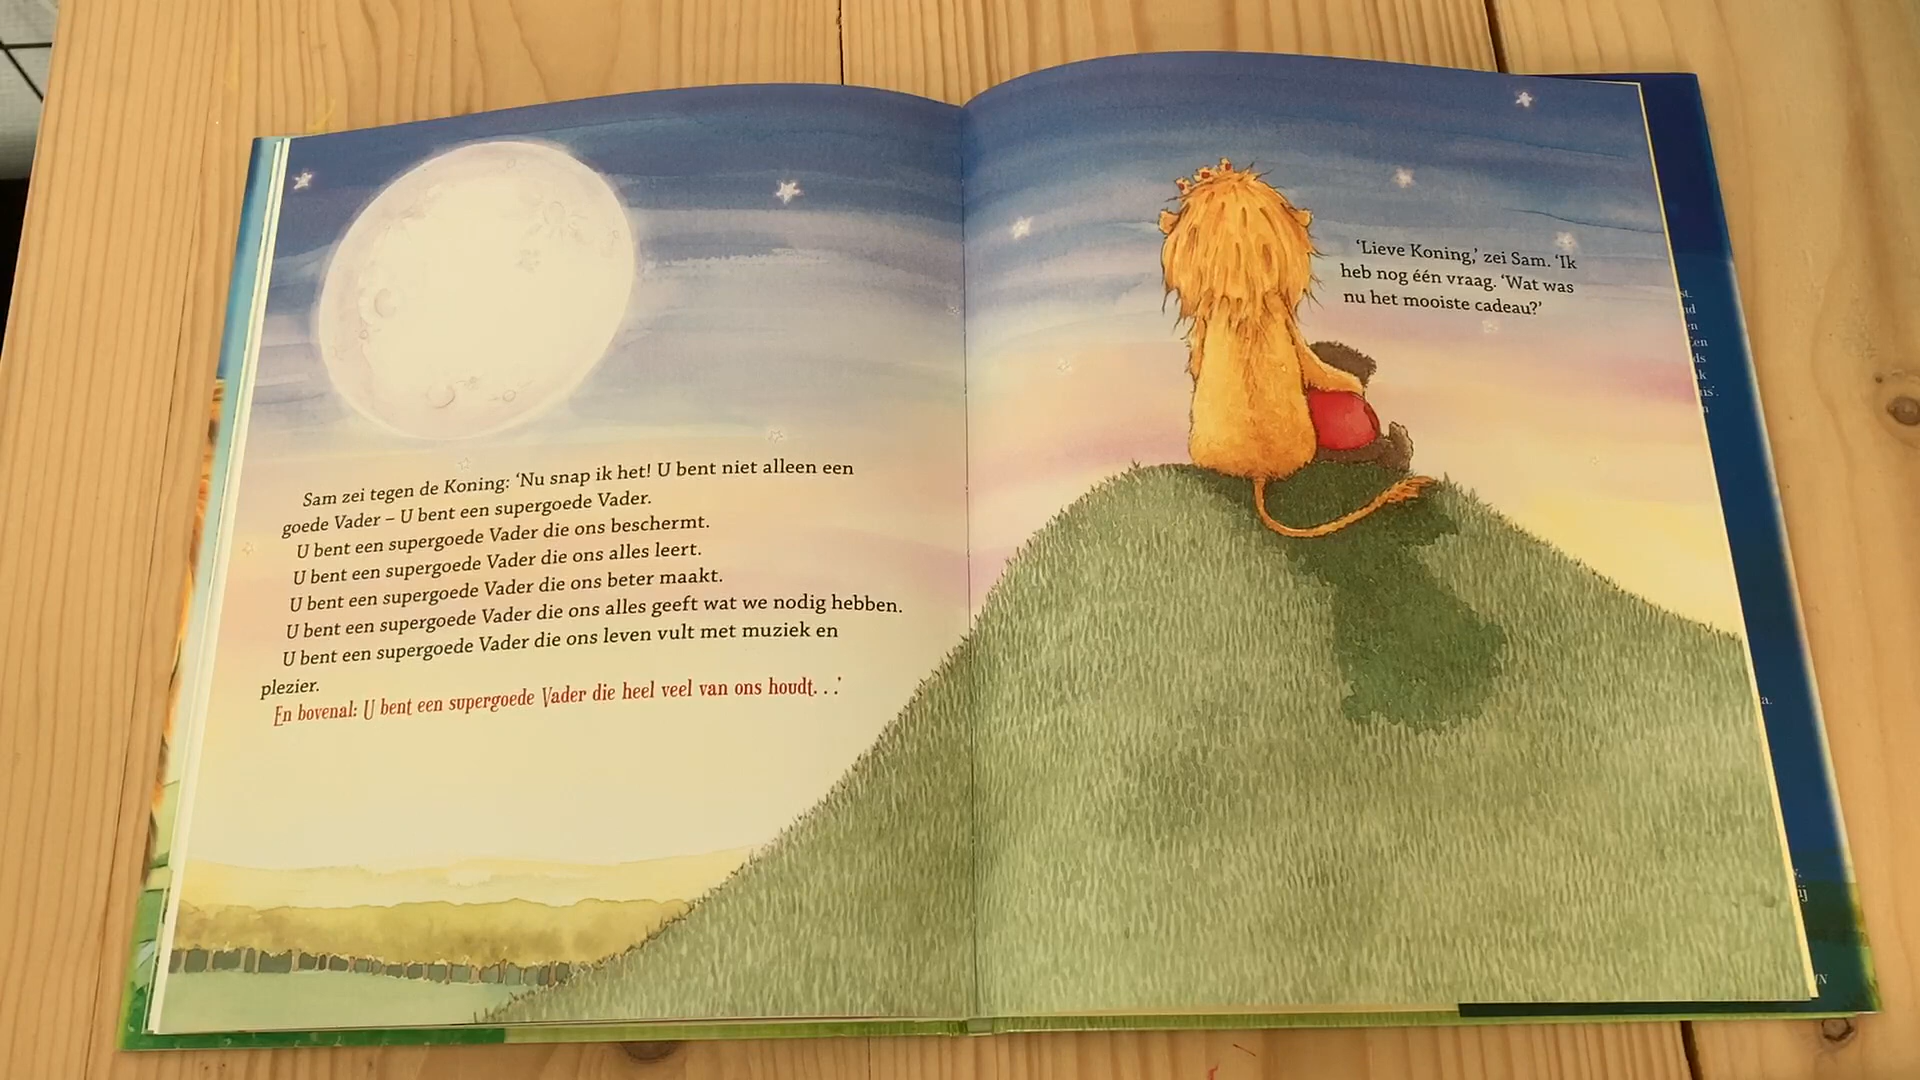 Sam zei tegen de Koning: ‘Nu snap ik het! U bent niet alleen een
goede Vader – U bent een supergoede Vader.
U bent een supergoede Vader die ons beschermt.
U bent een supergoede Vader die ons alles leert.
U bent een supergoede Vader die ons beter maakt.
U bent een supergoede Vader die ons alles geeft wat we nodig hebben.
U bent een supergoede Vader die ons leven vult met muziek en
plezier.
En bovenal: U bent een supergoede Vader die heel veel van ons houdt. . .’
‘Lieve Koning,’ zei Sam. ‘Ik
heb nog één vraag. ‘Wat was
nu het mooiste cadeau?’